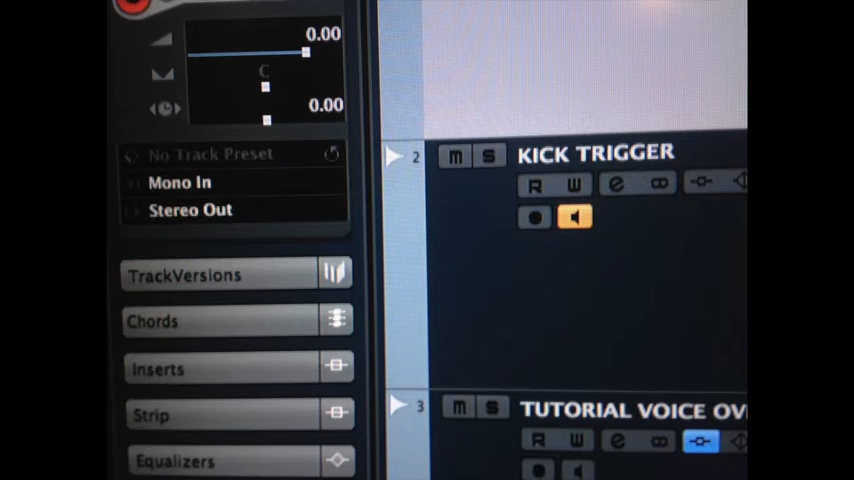 0.00
C
0.00
No Track Preset
Mono In
Stereo Out
TrackVersions
Chords
Inserts
Strip
Equalizers
2
m S
KICK TRIGGER
R W e
3
m S
TUTORIAL VOICE OV
R W e